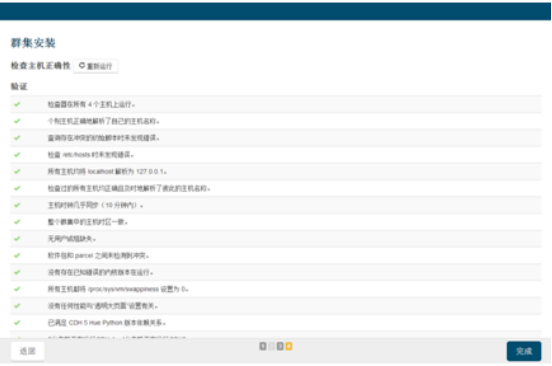 群集安装
检查主机正确性 重新运行
验证
检查器在所有 4 个主机上运行。
个别主机正确地解析了自己的主机名称。
查询存在冲突的初始脚本时未发现错误。
检查 /etc/hosts 时未发现错误。
所有主机均将 localhost 解析为 127.0.0.1。
检查过的所有主机均正确且及时地解析了彼此的主机名称。
主机时钟几乎同步（10 分钟内）。
整个群集中的主机时区一致。
无用户或组缺失。
软件包和 parcel 之间未检测到冲突。
没有存在已知错误的内核版本在运行。
所有主机都将 /proc/sys/vm/swappiness 设置为 0。
没有任何性能与“透明大页面”设置有关。
已满足 CDH 5 Hue Python 版本依赖关系。
返回
1 2 3 4
完成